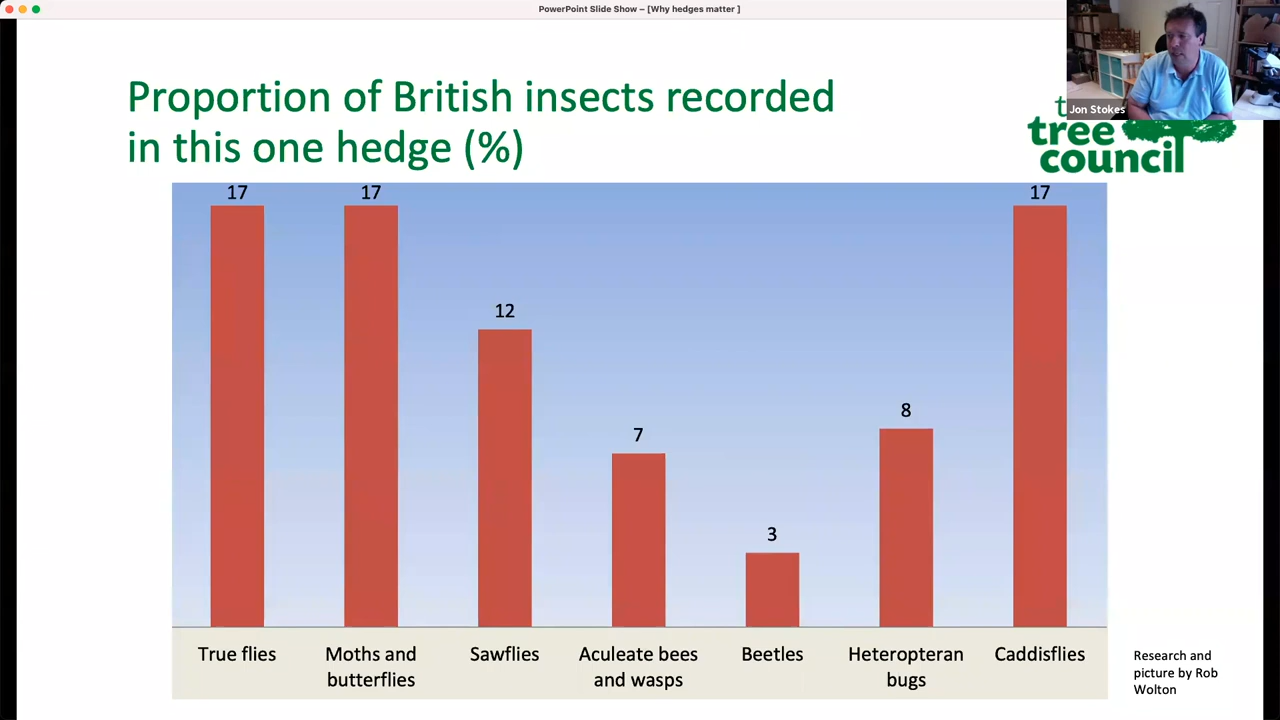 PowerPoint Slide Show – [Why hedges matter ]
Jon Stokes
Proportion of British insects recorded
in this one hedge (%)
tree
council
17
17
12
7
3
8
17
True flies
Moths and
butterflies
Sawflies
Aculeate bees
and wasps
Beetles
Heteropteran
bugs
Caddisflies
Research and
picture by Rob
Wolton